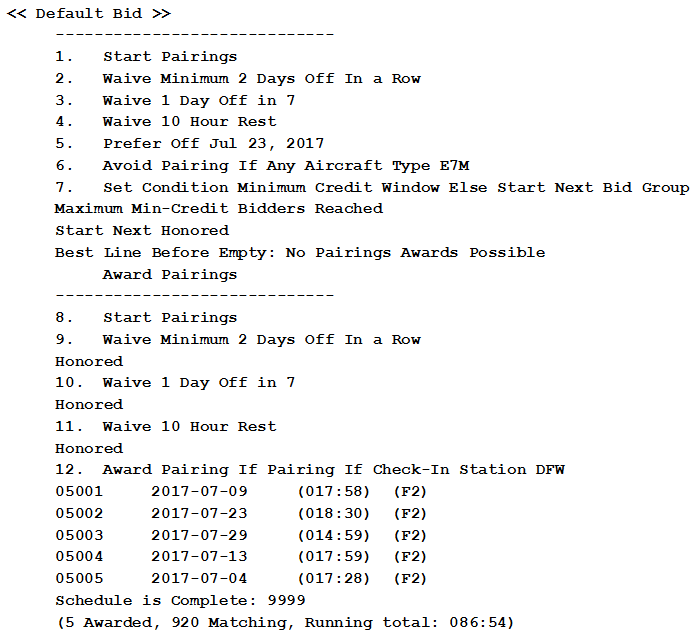 << Default Bid >>
-----------------------------
1. Start Pairings
2. Waive Minimum 2 Days Off In a Row
3. Waive 1 Day Off in 7
4. Waive 10 Hour Rest
5. Prefer Off Jul 23, 2017
6. Avoid Pairing If Any Aircraft Type E7M
7. Set Condition Minimum Credit Window Else Start Next Bid Group
Maximum Min-Credit Bidders Reached
Start Next Honored
Best Line Before Empty: No Pairings Awards Possible
Award Pairings
-----------------------------
8. Start Pairings
9. Waive Minimum 2 Days Off In a Row
Honored
10. Waive 1 Day Off in 7
Honored
11. Waive 10 Hour Rest
Honored
12. Award Pairing If Pairing If Check-In Station DFW
05001 2017-07-09 (017:58) (F2)
05002 2017-07-23 (018:30) (F2)
05003 2017-07-29 (014:59) (F2)
05004 2017-07-13 (017:59) (F2)
05005 2017-07-04 (017:28) (F2)
Schedule is Complete: 9999
(5 Awarded, 920 Matching, Running total: 086:54)